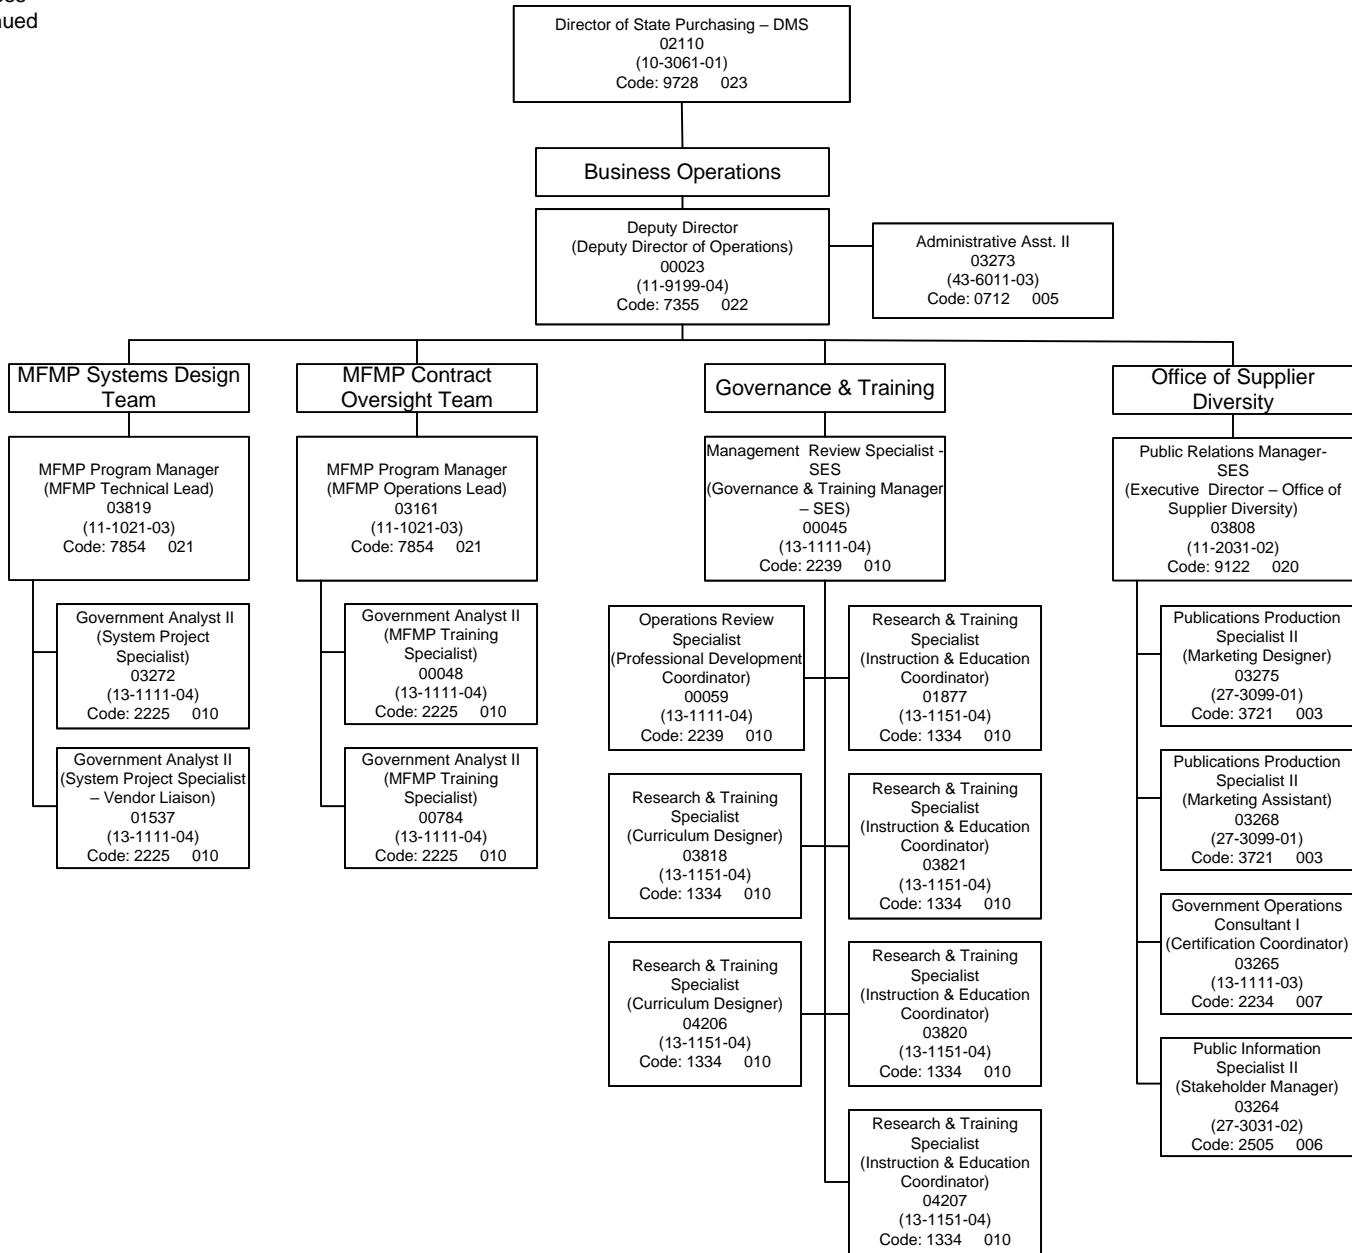 nued
Director of State Purchasing – DMS
02110
(10-3061-01)
Code: 9728 023
Business Operations
Deputy Director
(Deputy Director of Operations)
00023
(11-9199-04)
Code: 7355 022
Administrative Asst. II
03273
(43-6011-03)
Code: 0712 005
MFMP Systems Design
Team
MFMP Program Manager
(MFMP Technical Lead)
03819
(11-1021-03)
Code: 7854 021
Government Analyst II
(System Project
Specialist)
03272
(13-1111-04)
Code: 2225 010
Government Analyst II
(System Project Specialist
– Vendor Liaison)
01537
(13-1111-04)
Code: 2225 010
MFMP Contract
Oversight Team
MFMP Program Manager
(MFMP Operations Lead)
03161
(11-1021-03)
Code: 7854 021
Government Analyst II
(MFMP Training
Specialist)
00048
(13-1111-04)
Code: 2225 010
Government Analyst II
(MFMP Training
Specialist)
00784
(13-1111-04)
Code: 2225 010
Governance & Training
Management Review Specialist -
SES
(Governance & Training Manager
– SES)
00045
(13-1111-04)
Code: 2239 010
Operations Review
Specialist
(Professional Development
Coordinator)
00059
(13-1111-04)
Code: 2239 010
Research & Training
Specialist
(Instruction & Education
Coordinator)
01877
(13-1151-04)
Code: 1334 010
Research & Training
Specialist
(Curriculum Designer)
03818
(13-1151-04)
Code: 1334 010
Research & Training
Specialist
(Instruction & Education
Coordinator)
03821
(13-1151-04)
Code: 1334 010
Research & Training
Specialist
(Curriculum Designer)
04206
(13-1151-04)
Code: 1334 010
Research & Training
Specialist
(Instruction & Education
Coordinator)
03820
(13-1151-04)
Code: 1334 010
Research & Training
Specialist
(Instruction & Education
Coordinator)
04207
(13-1151-04)
Code: 1334 010
Office of Supplier
Diversity
Public Relations Manager-
SES
(Executive Director – Office of
Supplier Diversity)
03808
(11-2031-02)
Code: 9122 020
Publications Production
Specialist II
(Marketing Designer)
03275
(27-3099-01)
Code: 3721 003
Publications Production
Specialist II
(Marketing Assistant)
03268
(27-3099-01)
Code: 3721 003
Government Operations
Consultant I
(Certification Coordinator)
03265
(13-1111-03)
Code: 2234 007
Public Information
Specialist II
(Stakeholder Manager)
03264
(27-3031-02)
Code: 2505 006